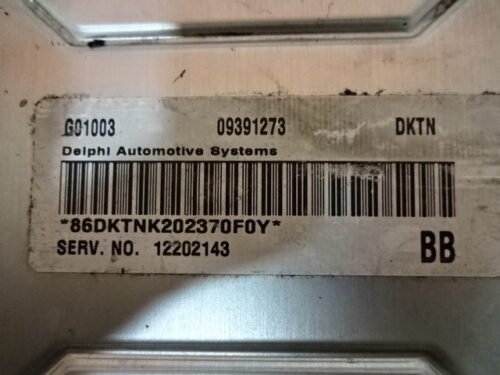 G01003 09391273 DKTN
Delphi Automotive Systems
*86DKTNK202370F0Y*
SERV. NO. 12202143 BB